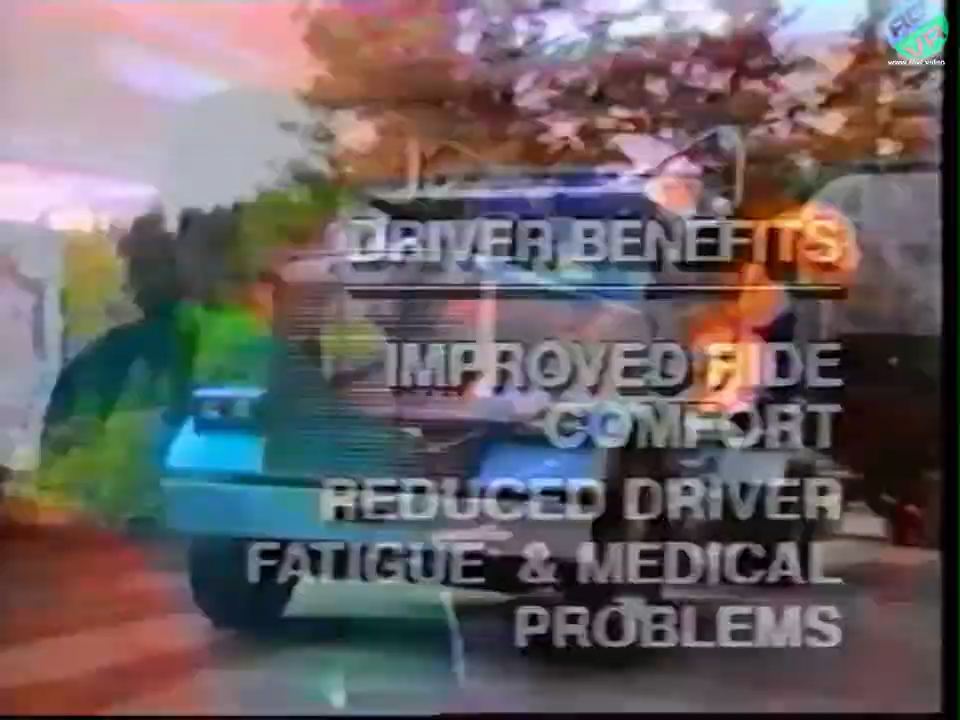 DRIVER BENEFITS
IMPROVED RIDE
COMFORT
REDUCED DRIVER
FATIGUE & MEDICAL
PROBLEMS